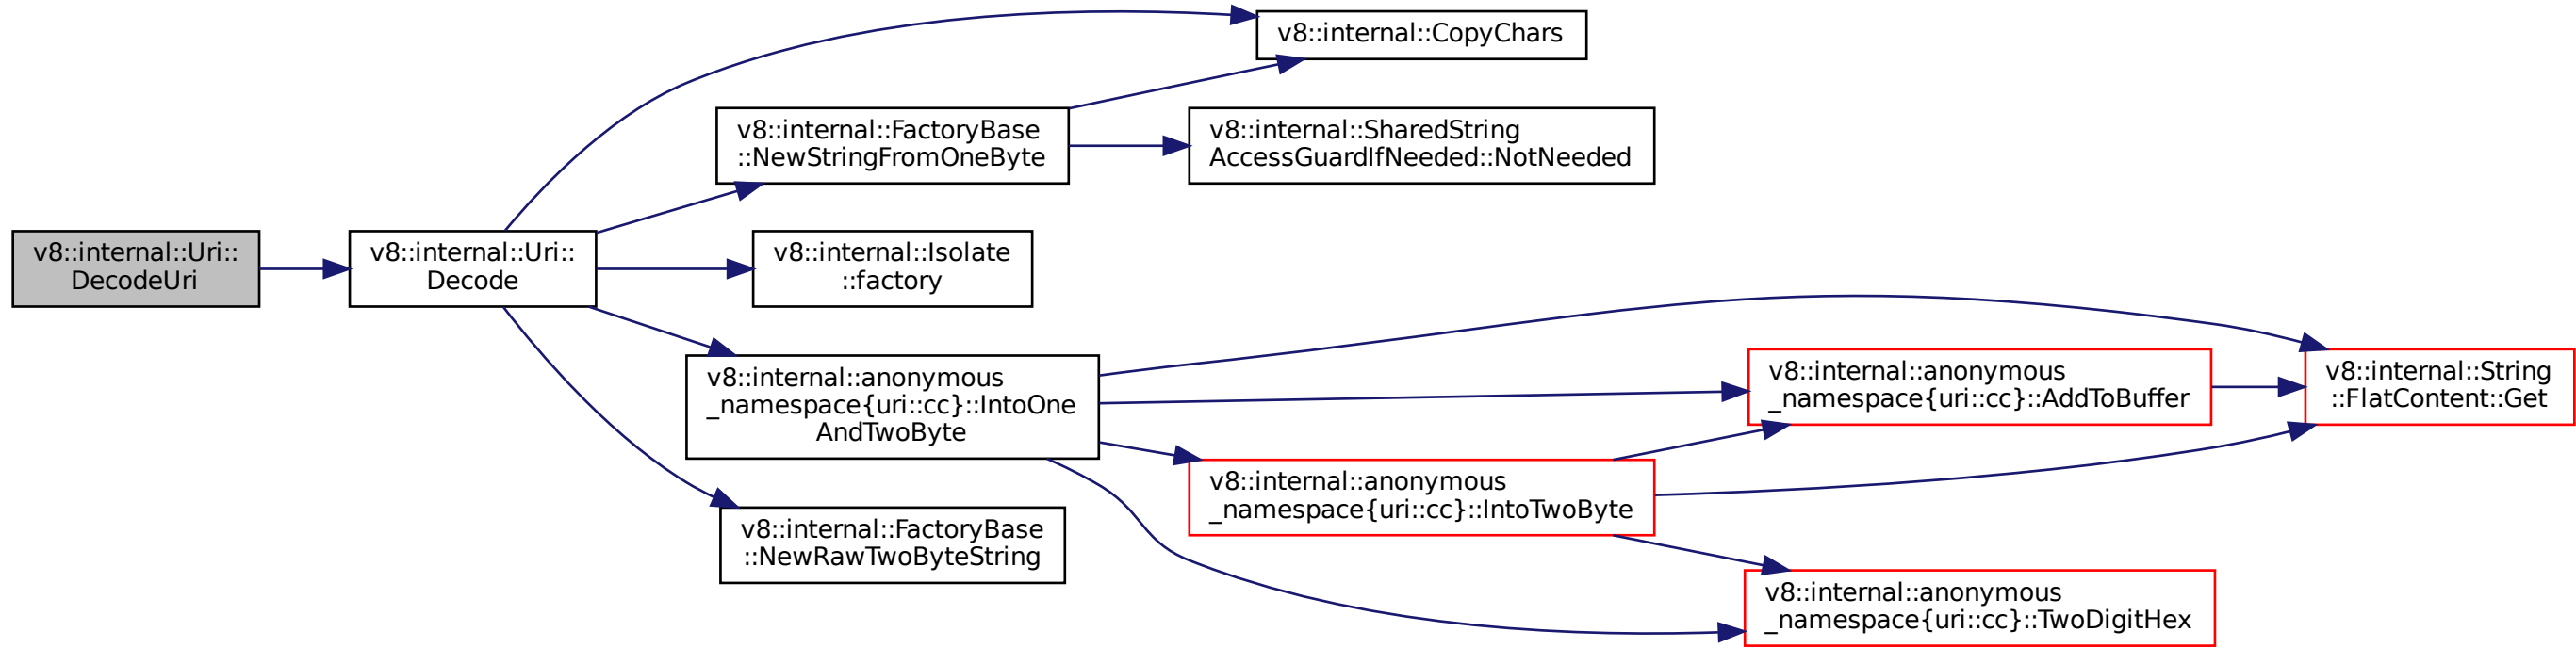 v8::internal::Uri::
DecodeUri
v8::internal::Uri::
Decode
v8::internal::CopyChars
v8::internal::FactoryBase
::NewStringFromOneByte
v8::internal::SharedString
AccessGuardIfNeeded::NotNeeded
v8::internal::Isolate
::factory
v8::internal::anonymous
_namespace{uri::cc}::IntoOne
AndTwoByte
v8::internal::FactoryBase
::NewRawTwoByteString
v8::internal::anonymous
_namespace{uri::cc}::IntoTwoByte
v8::internal::anonymous
_namespace{uri::cc}::AddToBuffer
v8::internal::String
::FlatContent::Get
v8::internal::anonymous
_namespace{uri::cc}::TwoDigitHex